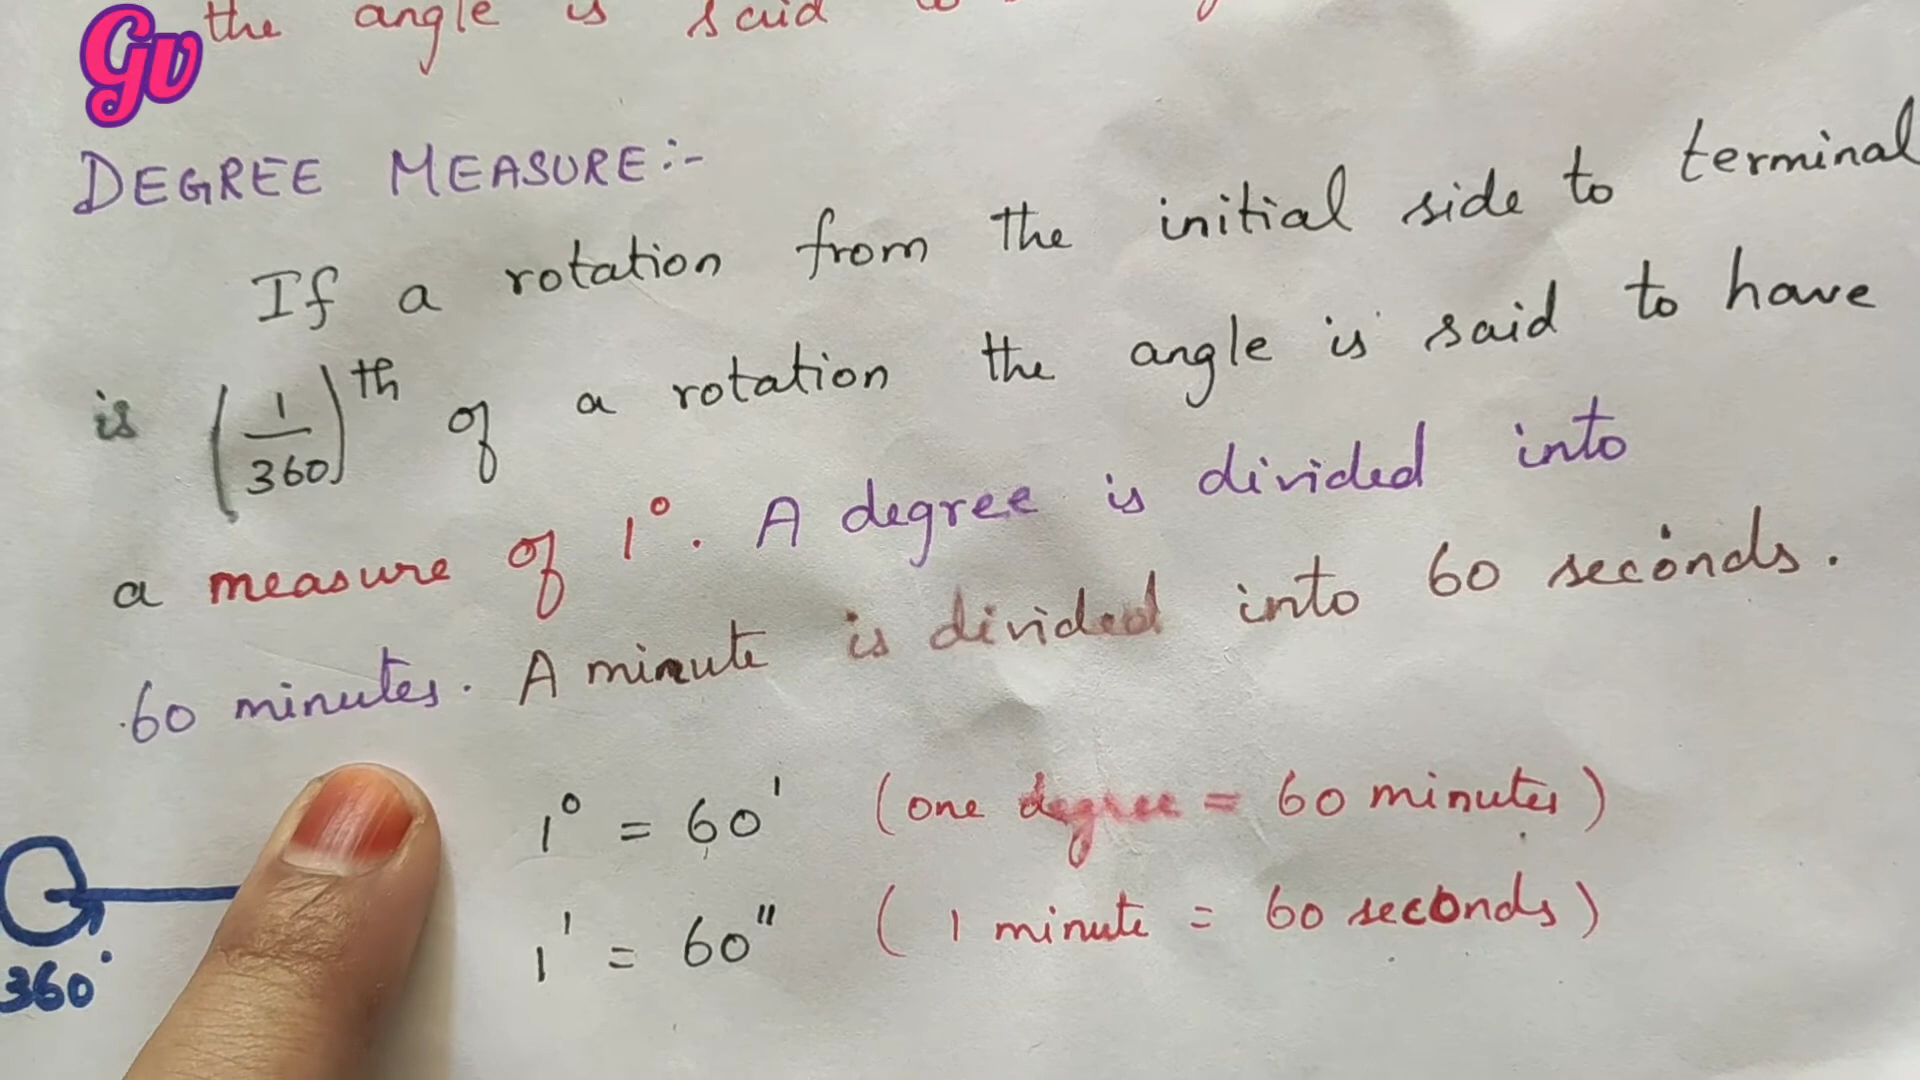 Gv
the angle is said to
DEGREE MEASURE:-
If a rotation from the initial side to terminal
is (1/360)th of a rotation the angle is said to have
a measure of 1°. A degree is divided into
60 minutes. A minute is divided into 60 seconds.
1° = 60' (one degree = 60 minutes)
1' = 60" (1 minute = 60 seconds)
360°